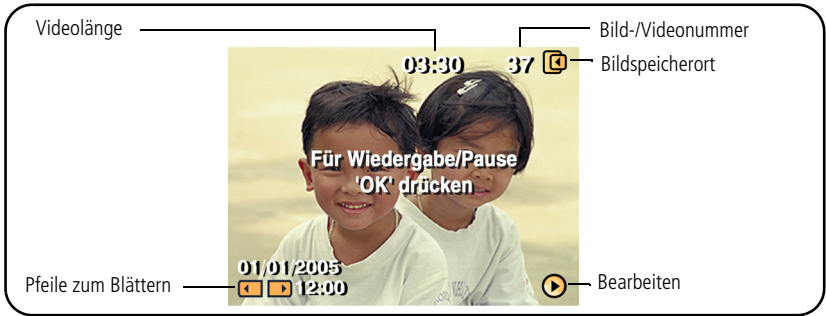 Videolänge
Bild-/Videonummer
03:30 37
Bildspeicherort
Für Wiedergabe/Pause
'OK' drücken
01/01/2005
12:00
Pfeile zum Blättern
Bearbeiten